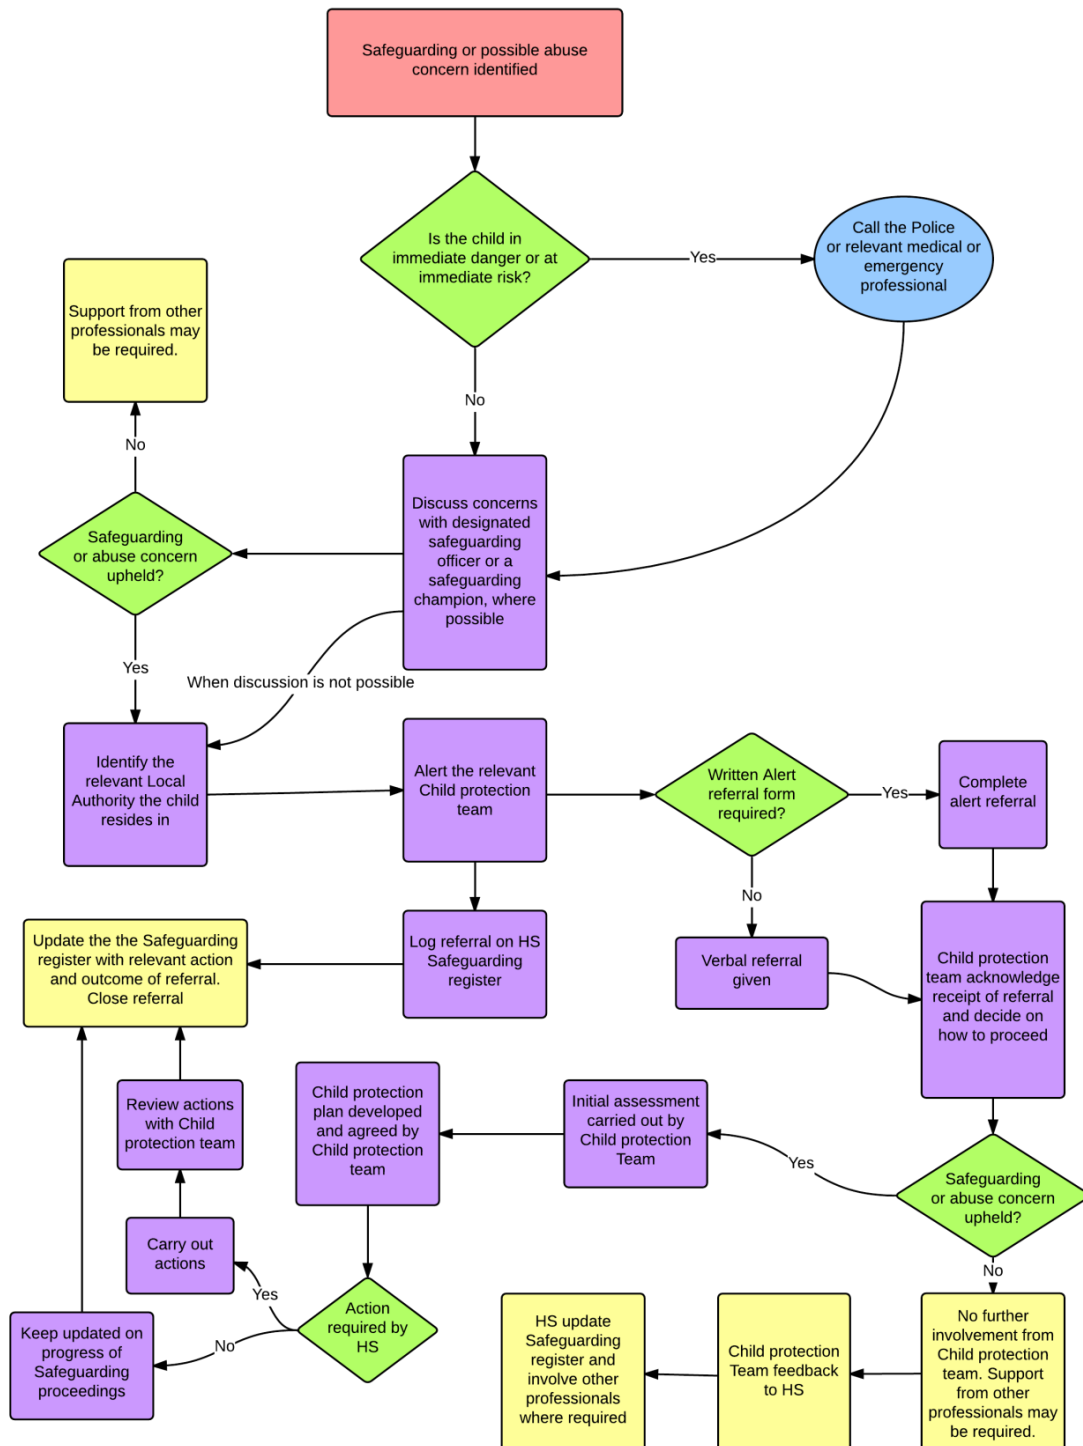 Safeguarding or possible abuse
concern identified
Is the child in
immediate danger or at
immediate risk?
Yes
Call the Police
or relevant medical or
emergency
professional
No
Support from other
professionals may
be required.
No
Discuss concerns
with designated
safeguarding
officer or a
safeguarding
champion, where
possible
Safeguarding
or abuse concern
upheld?
Yes
When discussion is not possible
Identify the
relevant Local
Authority the child
resides in
Alert the relevant
Child protection
team
Written Alert
referral form
required?
Yes
Complete
alert referral
No
Log referral on HS
Safeguarding
register
Verbal referral
given
Child protection
team acknowledge
receipt of referral
and decide on
how to proceed
Update the the Safeguarding
register with relevant action
and outcome of referral.
Close referral
Review actions
with Child
protection team
Child protection
plan developed
and agreed by
Child protection
team
Initial assessment
carried out by
Child protection
Team
Yes
Safeguarding
or abuse concern
upheld?
No
Carry out
actions
Yes
Action
required by
HS
No
Keep updated on
progress of
Safeguarding
proceedings
HS update
Safeguarding
register and
involve other
professionals
where required
Child protection
Team feedback
to HS
No further
involvement from
Child protection
team. Support
from other
professionals may
be required.